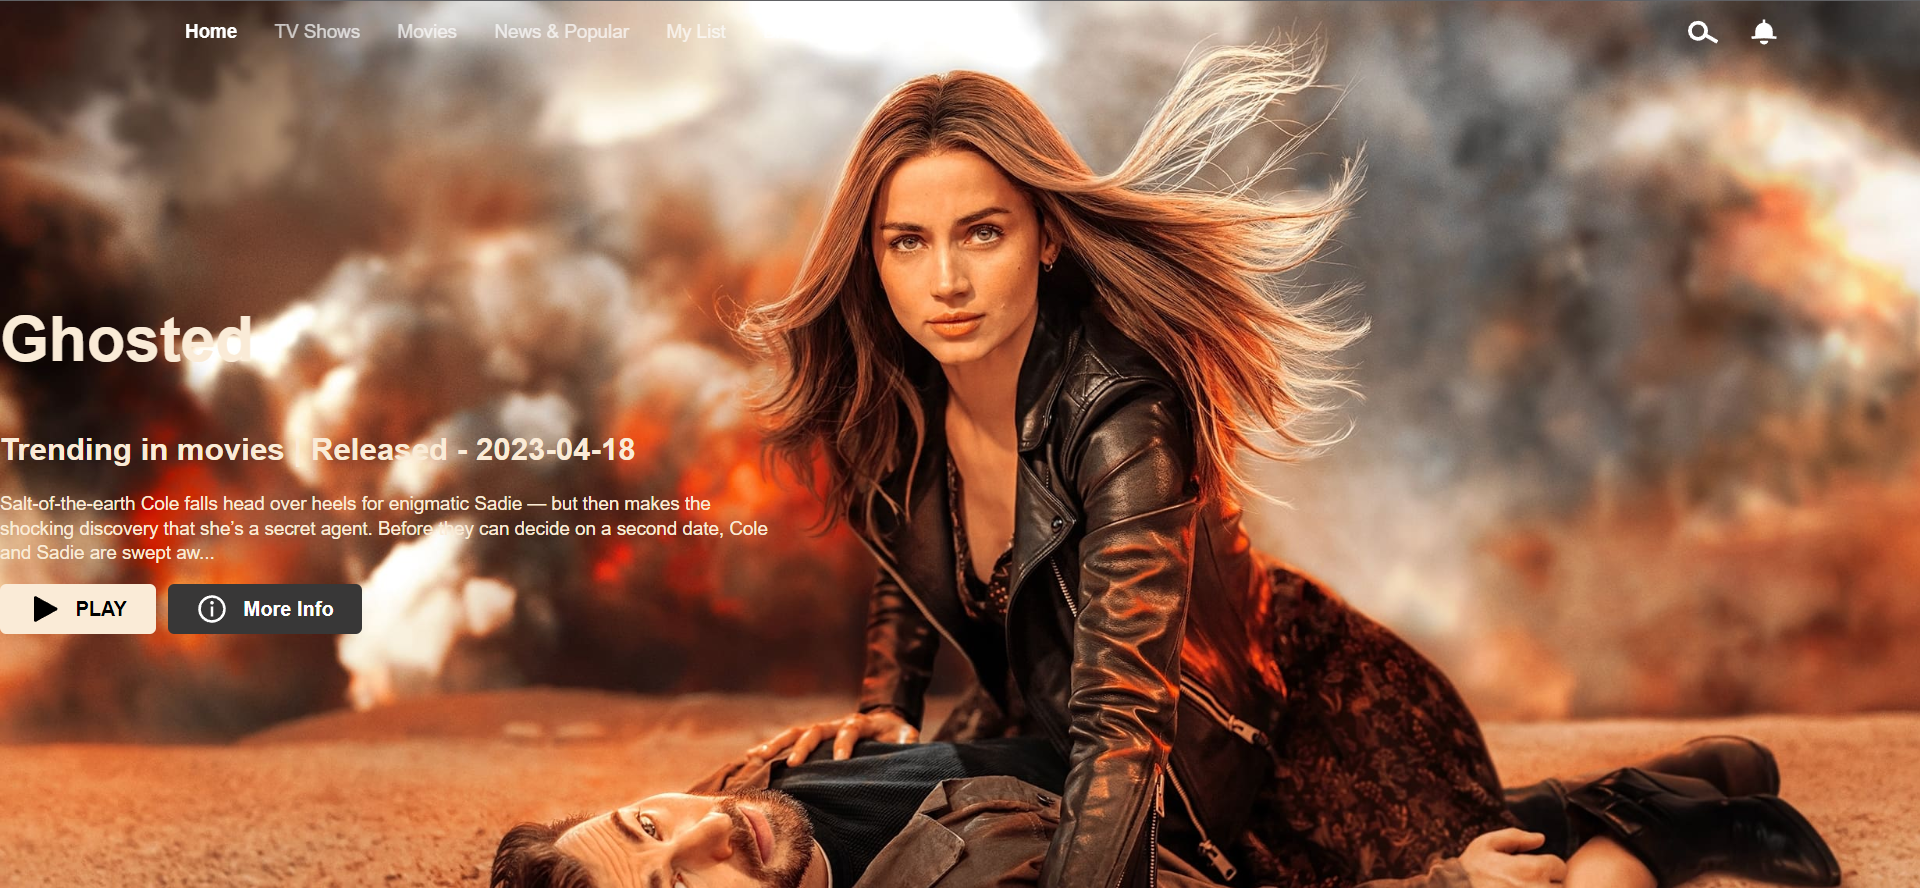 Home TV Shows Movies News & Popular My List
Ghosted
Trending in movies | Released - 2023-04-18
Salt-of-the-earth Cole falls head over heels for enigmatic Sadie — but then makes the
shocking discovery that she’s a secret agent. Before they can decide on a second date, Cole
and Sadie are swept aw...
PLAY More Info